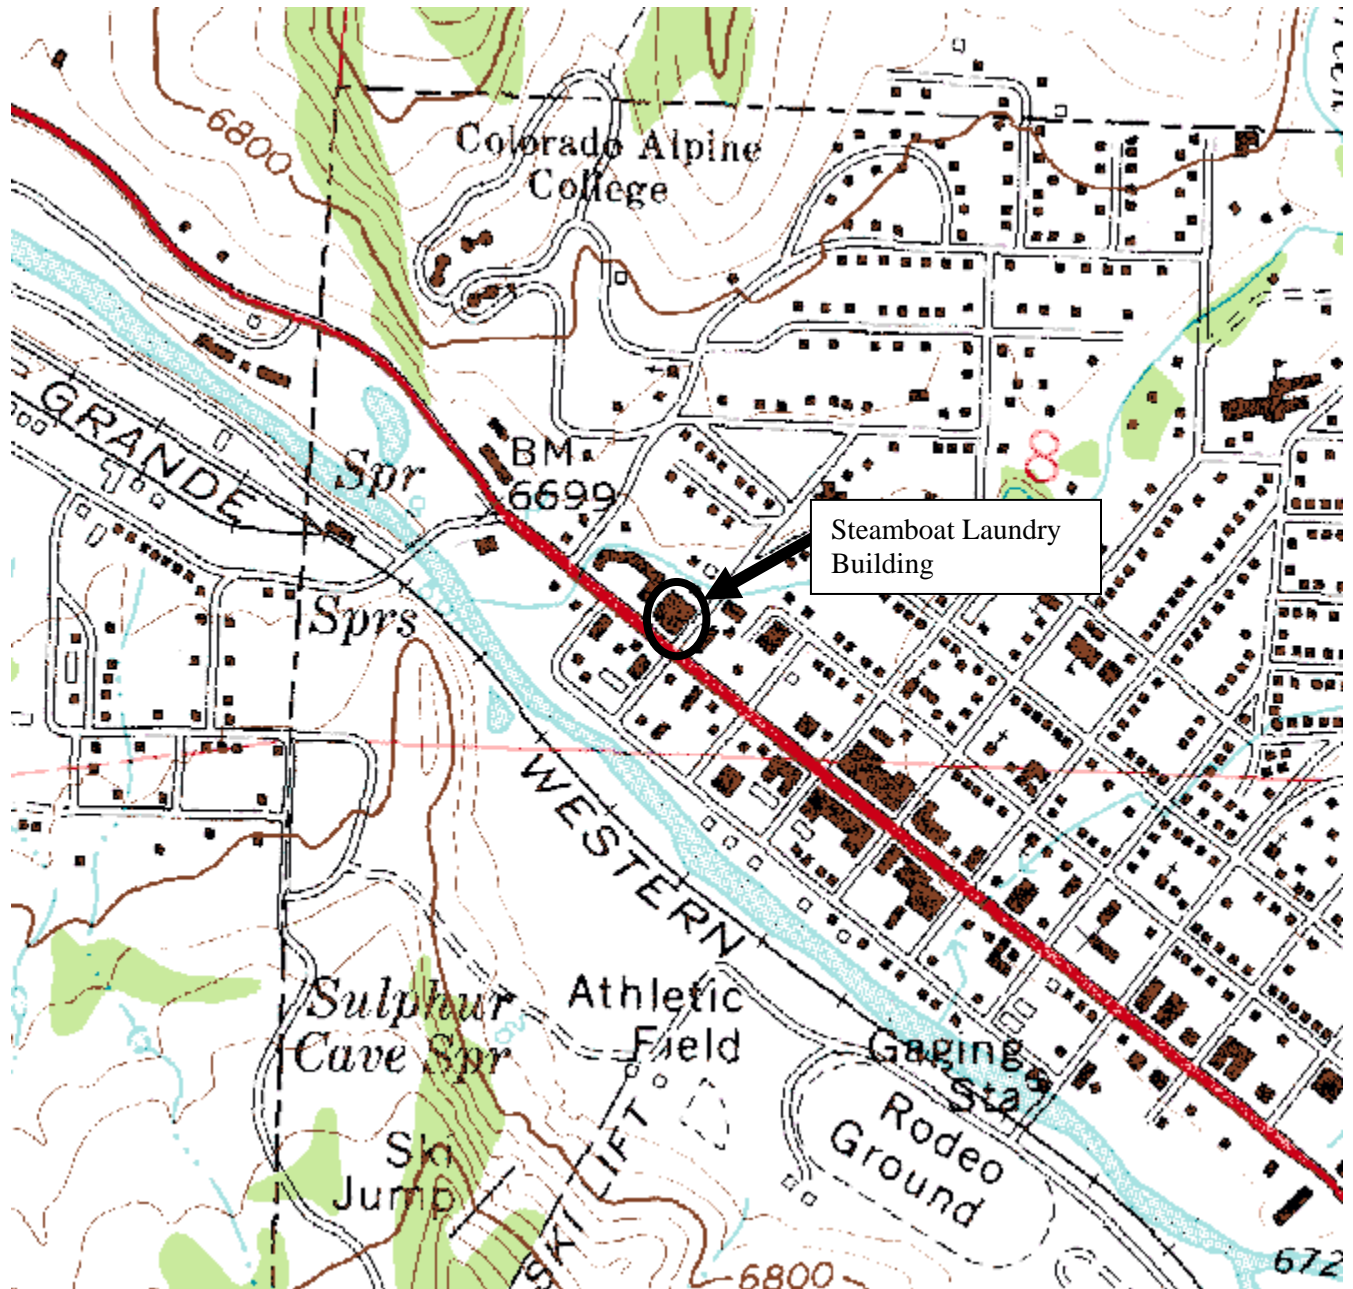 6800
Colorado Alpine
College
GRANDE
Spr
BM
6699
8
Steamboat Laundry
Building
Sprs
WESTERN
Sulphur
Cave Spr
Athletic
Field
Gaging
Sta
Rodeo
Ground
Ski
Jump
SKI LIFT
6800
672